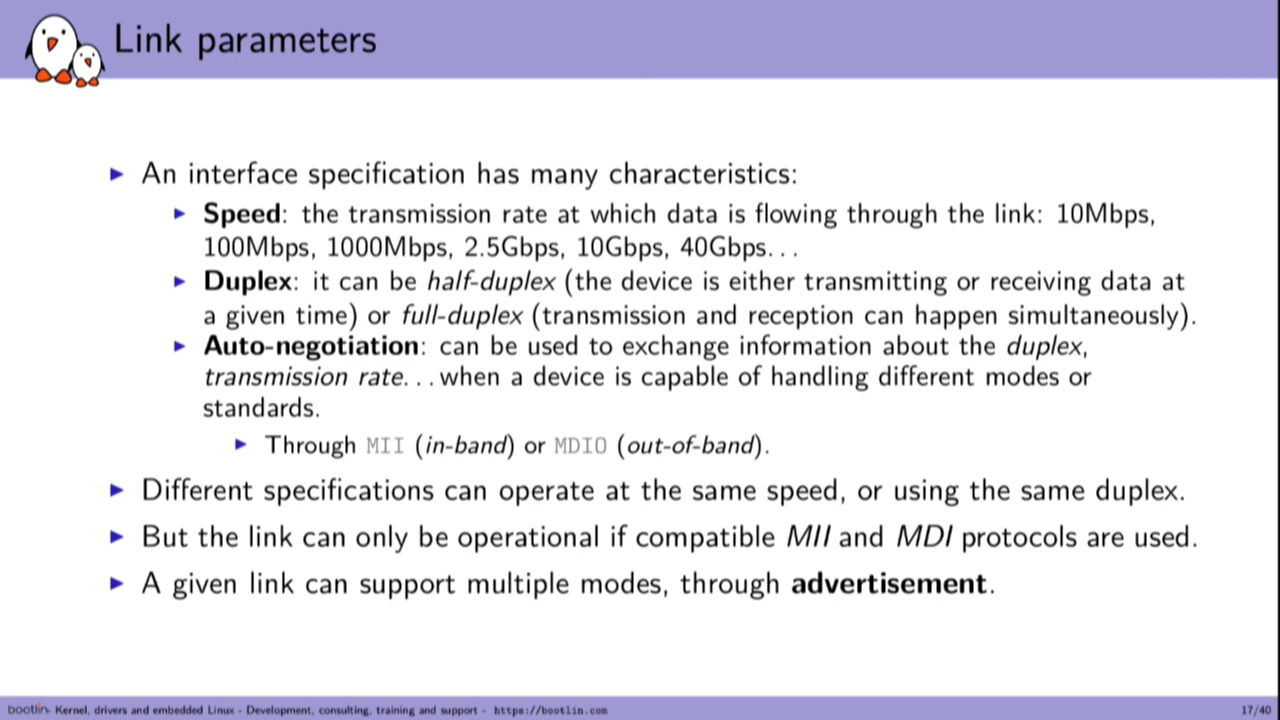 Link parameters
▶ An interface specification has many characteristics:
▶ Speed: the transmission rate at which data is flowing through the link: 10Mbps,
100Mbps, 1000Mbps, 2.5Gbps, 10Gbps, 40Gbps...
▶ Duplex: it can be half-duplex (the device is either transmitting or receiving data at
a given time) or full-duplex (transmission and reception can happen simultaneously).
▶ Auto-negotiation: can be used to exchange information about the duplex,
transmission rate...when a device is capable of handling different modes or
standards.
▶ Through MII (in-band) or MDIO (out-of-band).
▶ Different specifications can operate at the same speed, or using the same duplex.
▶ But the link can only be operational if compatible MII and MDI protocols are used.
▶ A given link can support multiple modes, through advertisement.
bootlin - Kernel, drivers and embedded Linux - Development, consulting, training and support - https://bootlin.com
17/40